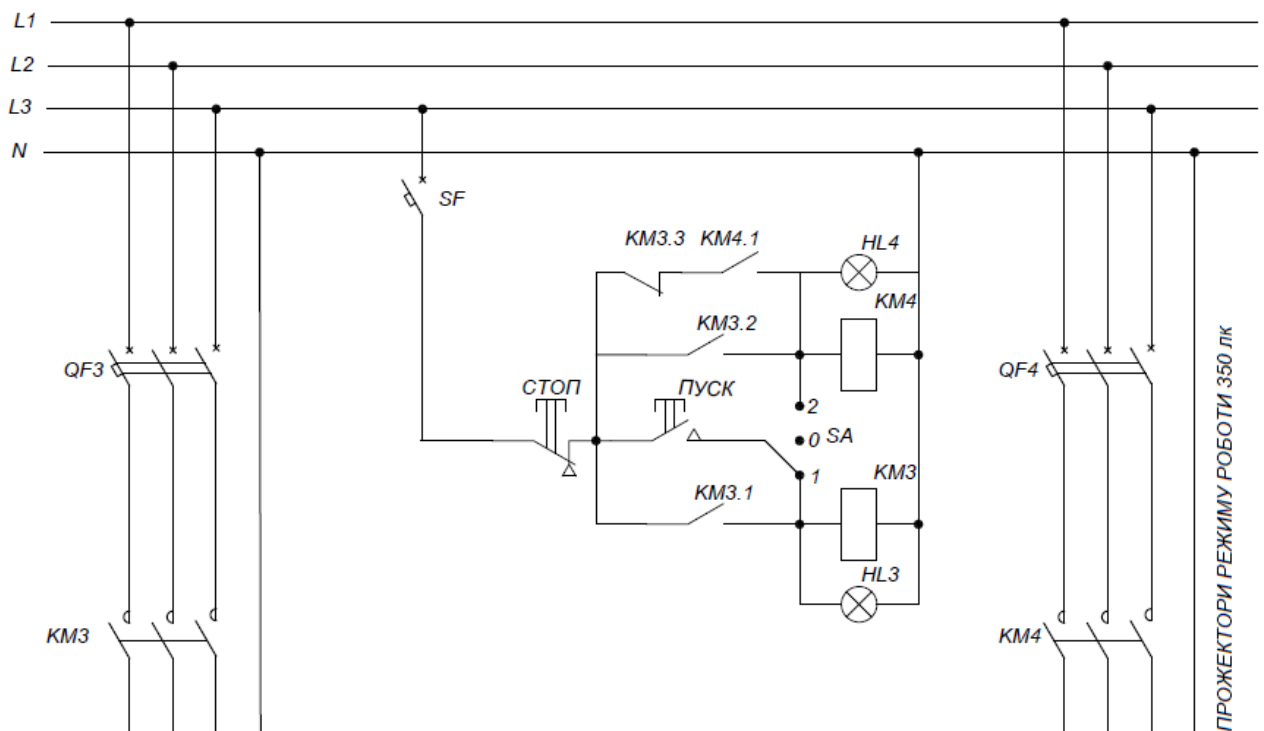 L1
L2
L3
N
SF
KM3.3
KM4.1
HL4
KM4
KM3.2
QF3
СТОП
ПУСК
2
0
SA
1
KM3
KM3.1
HL3
QF4
KM3
KM4
ПРОЖЕКТОРИ РЕЖИМУ РОБОТИ 350 лк